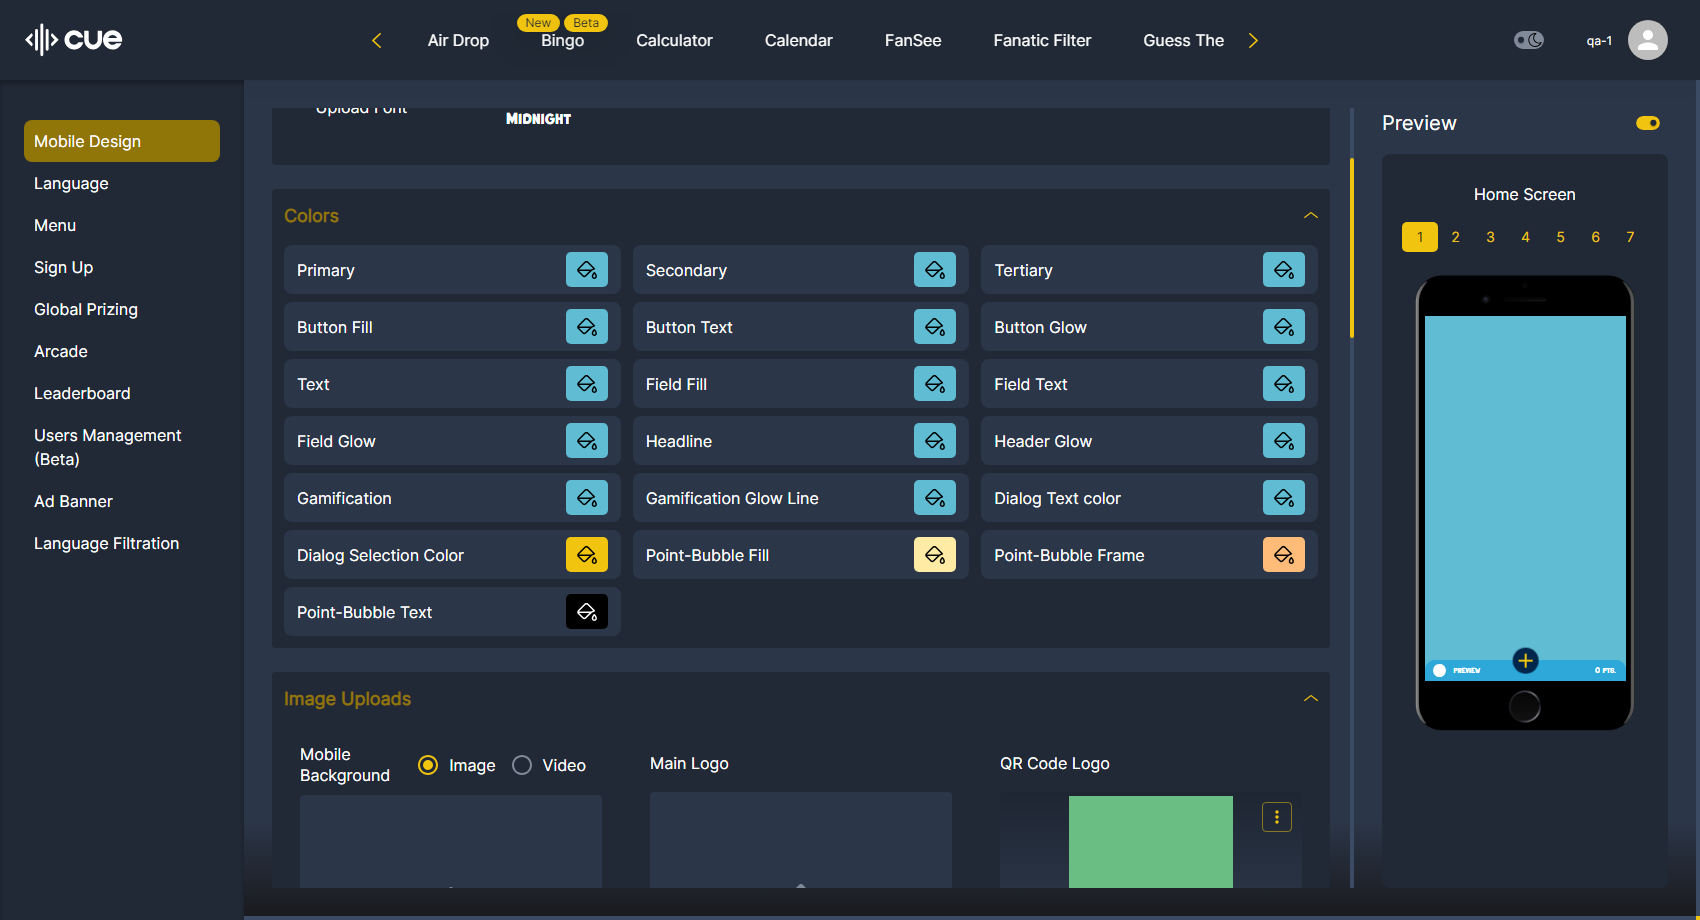 cue
Air Drop
New
Beta
Bingo
Calculator
Calendar
FanSee
Fanatic Filter
Guess The
qa-1
Mobile Design
Language
Menu
Sign Up
Global Prizing
Arcade
Leaderboard
Users Management
(Beta)
Ad Banner
Language Filtration
Upload Font
MIDNIGHT
Colors
Primary
Secondary
Tertiary
Button Fill
Button Text
Button Glow
Text
Field Fill
Field Text
Field Glow
Headline
Header Glow
Gamification
Gamification Glow Line
Dialog Text color
Dialog Selection Color
Point-Bubble Fill
Point-Bubble Frame
Point-Bubble Text
Image Uploads
Mobile
Background
Image
Video
Main Logo
QR Code Logo
Preview
Home Screen
1 2 3 4 5 6 7
PREVIEW
0 PTS.